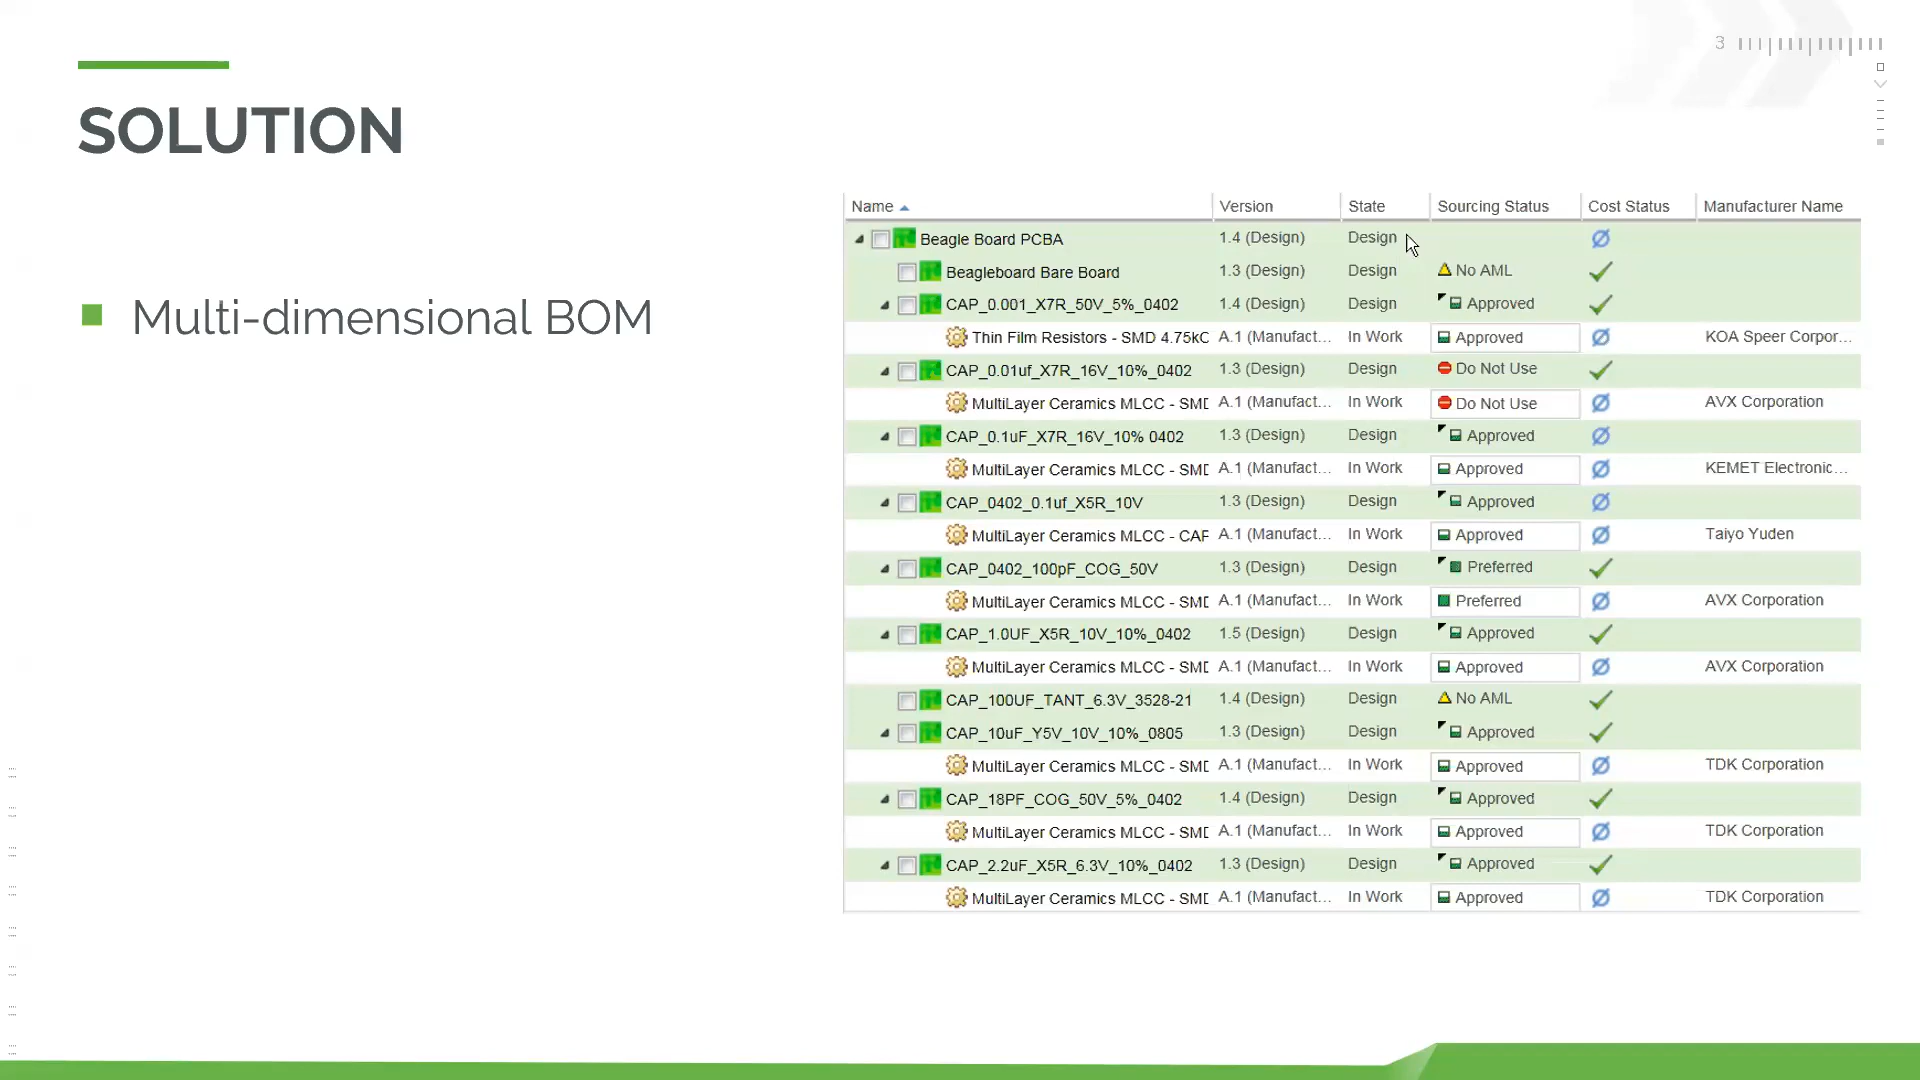 3
SOLUTION
Multi-dimensional BOM
Name Version State Sourcing Status Cost Status Manufacturer Name
Beagle Board PCBA 1.4 (Design) Design
Beagleboard Bare Board 1.3 (Design) Design No AML
CAP_0.001_X7R_50V_5%_0402 1.4 (Design) Design Approved
Thin Film Resistors - SMD 4.75kC A.1 (Manufact... In Work Approved KOA Speer Corpor...
CAP_0.01uf_X7R_16V_10%_0402 1.3 (Design) Design Do Not Use
MultiLayer Ceramics MLCC - SMD A.1 (Manufact... In Work Do Not Use AVX Corporation
CAP_0.1uF_X7R_16V_10% 0402 1.3 (Design) Design Approved
MultiLayer Ceramics MLCC - SMD A.1 (Manufact... In Work Approved KEMET Electronic...
CAP_0402_0.1uf_X5R_10V 1.3 (Design) Design Approved
MultiLayer Ceramics MLCC - CAP A.1 (Manufact... In Work Approved Taiyo Yuden
CAP_0402_100pF_COG_50V 1.3 (Design) Design Preferred
MultiLayer Ceramics MLCC - SMD A.1 (Manufact... In Work Preferred AVX Corporation
CAP_1.0UF_X5R_10V_10%_0402 1.5 (Design) Design Approved
MultiLayer Ceramics MLCC - SMD A.1 (Manufact... In Work Approved AVX Corporation
CAP_100UF_TANT_6.3V_3528-21 1.4 (Design) Design No AML
CAP_10uF_Y5V_10V_10%_0805 1.3 (Design) Design Approved
MultiLayer Ceramics MLCC - SMD A.1 (Manufact... In Work Approved TDK Corporation
CAP_18PF_COG_50V_5%_0402 1.4 (Design) Design Approved
MultiLayer Ceramics MLCC - SMD A.1 (Manufact... In Work Approved TDK Corporation
CAP_2.2uF_X5R_6.3V_10%_0402 1.3 (Design) Design Approved
MultiLayer Ceramics MLCC - SMD A.1 (Manufact... In Work Approved TDK Corporation